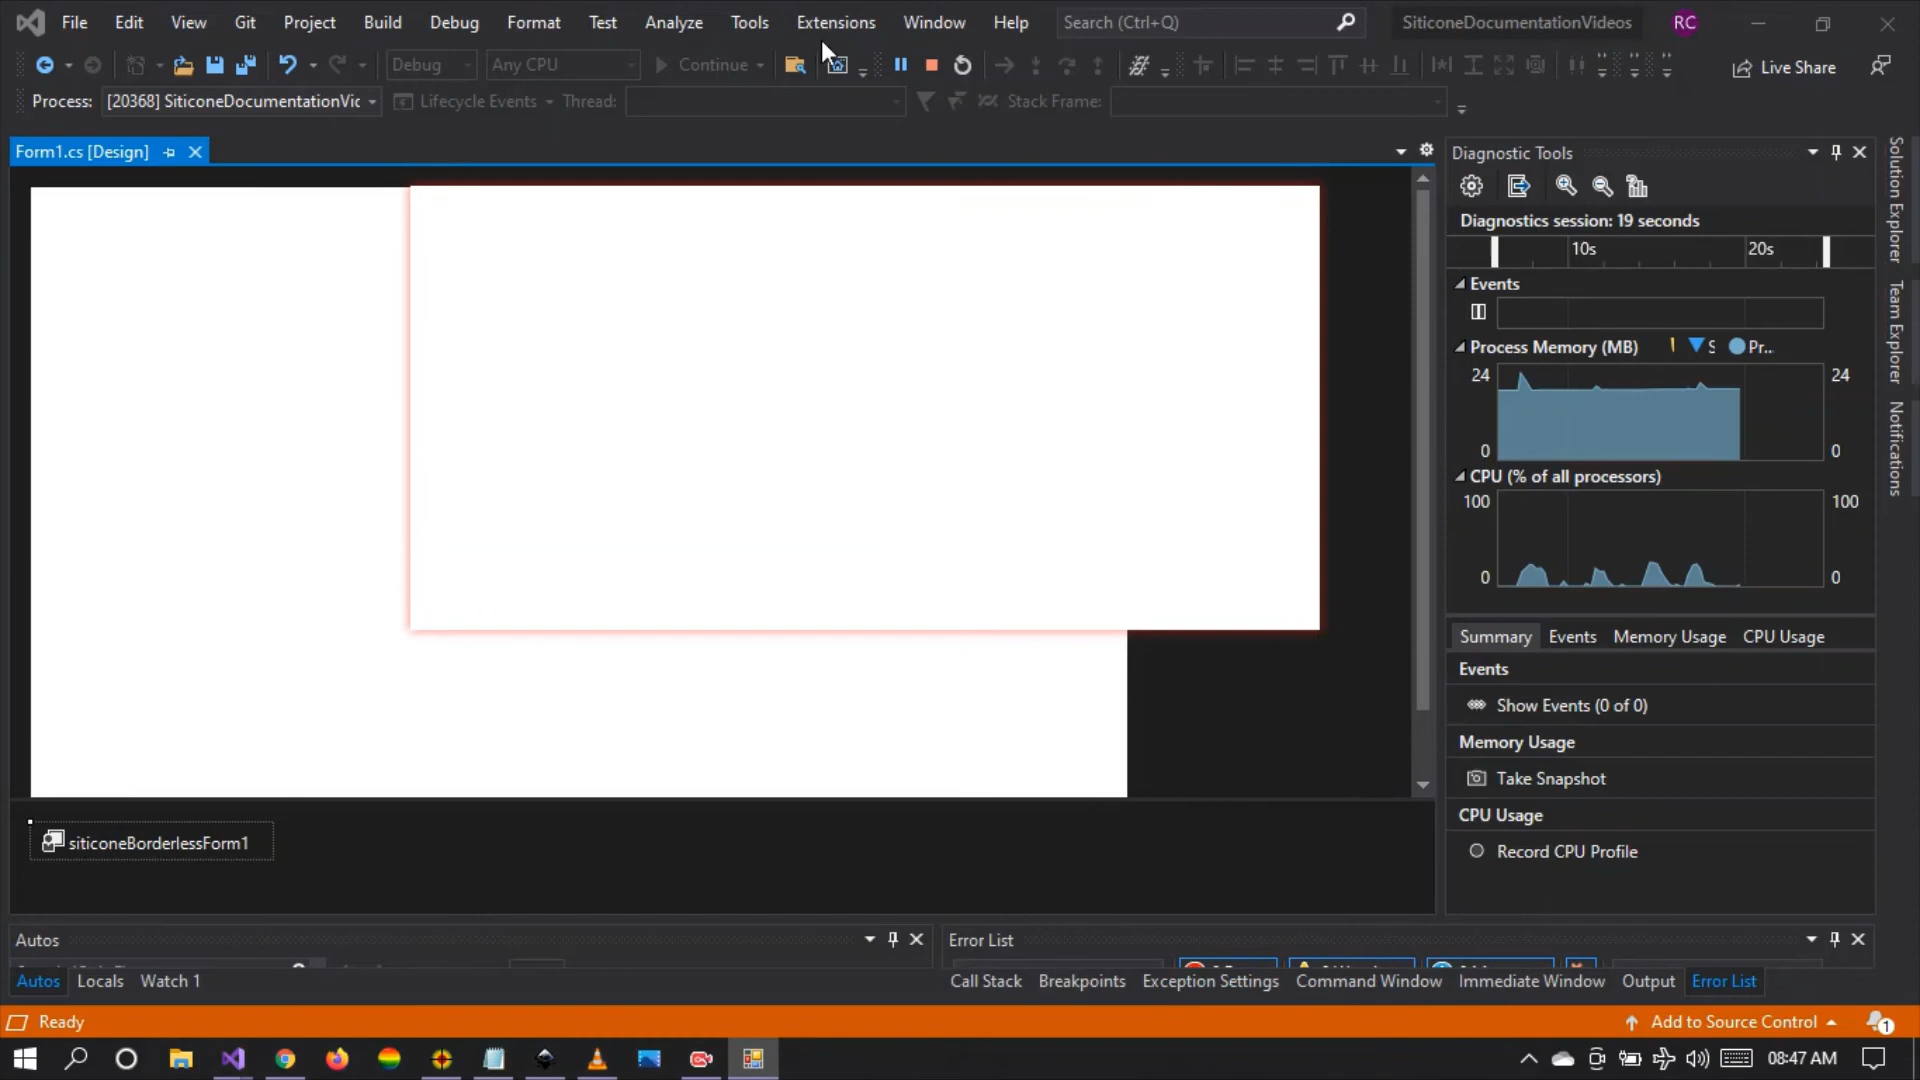 File Edit View Git Project Build Debug Format Test Analyze Tools Extensions Window Help Search (Ctrl+Q) SiticoneDocumentationVideos RC
Debug Any CPU Continue Live Share
Process: [20368] SiticoneDocumentationVic Lifecycle Events Thread: Stack Frame:
Form1.cs [Design]
Diagnostic Tools
Diagnostics session: 19 seconds
10s 20s
Events
Process Memory (MB) S Pr...
24 24
0 0
CPU (% of all processors)
100 100
0 0
Summary Events Memory Usage CPU Usage
Events
Show Events (0 of 0)
Memory Usage
Take Snapshot
CPU Usage
Record CPU Profile
Solution Explorer
Team Explorer
Notifications
siticoneBorderlessForm1
Autos
Error List
Autos Locals Watch 1
Call Stack Breakpoints Exception Settings Command Window Immediate Window Output Error List
Ready Add to Source Control 1
08:47 AM